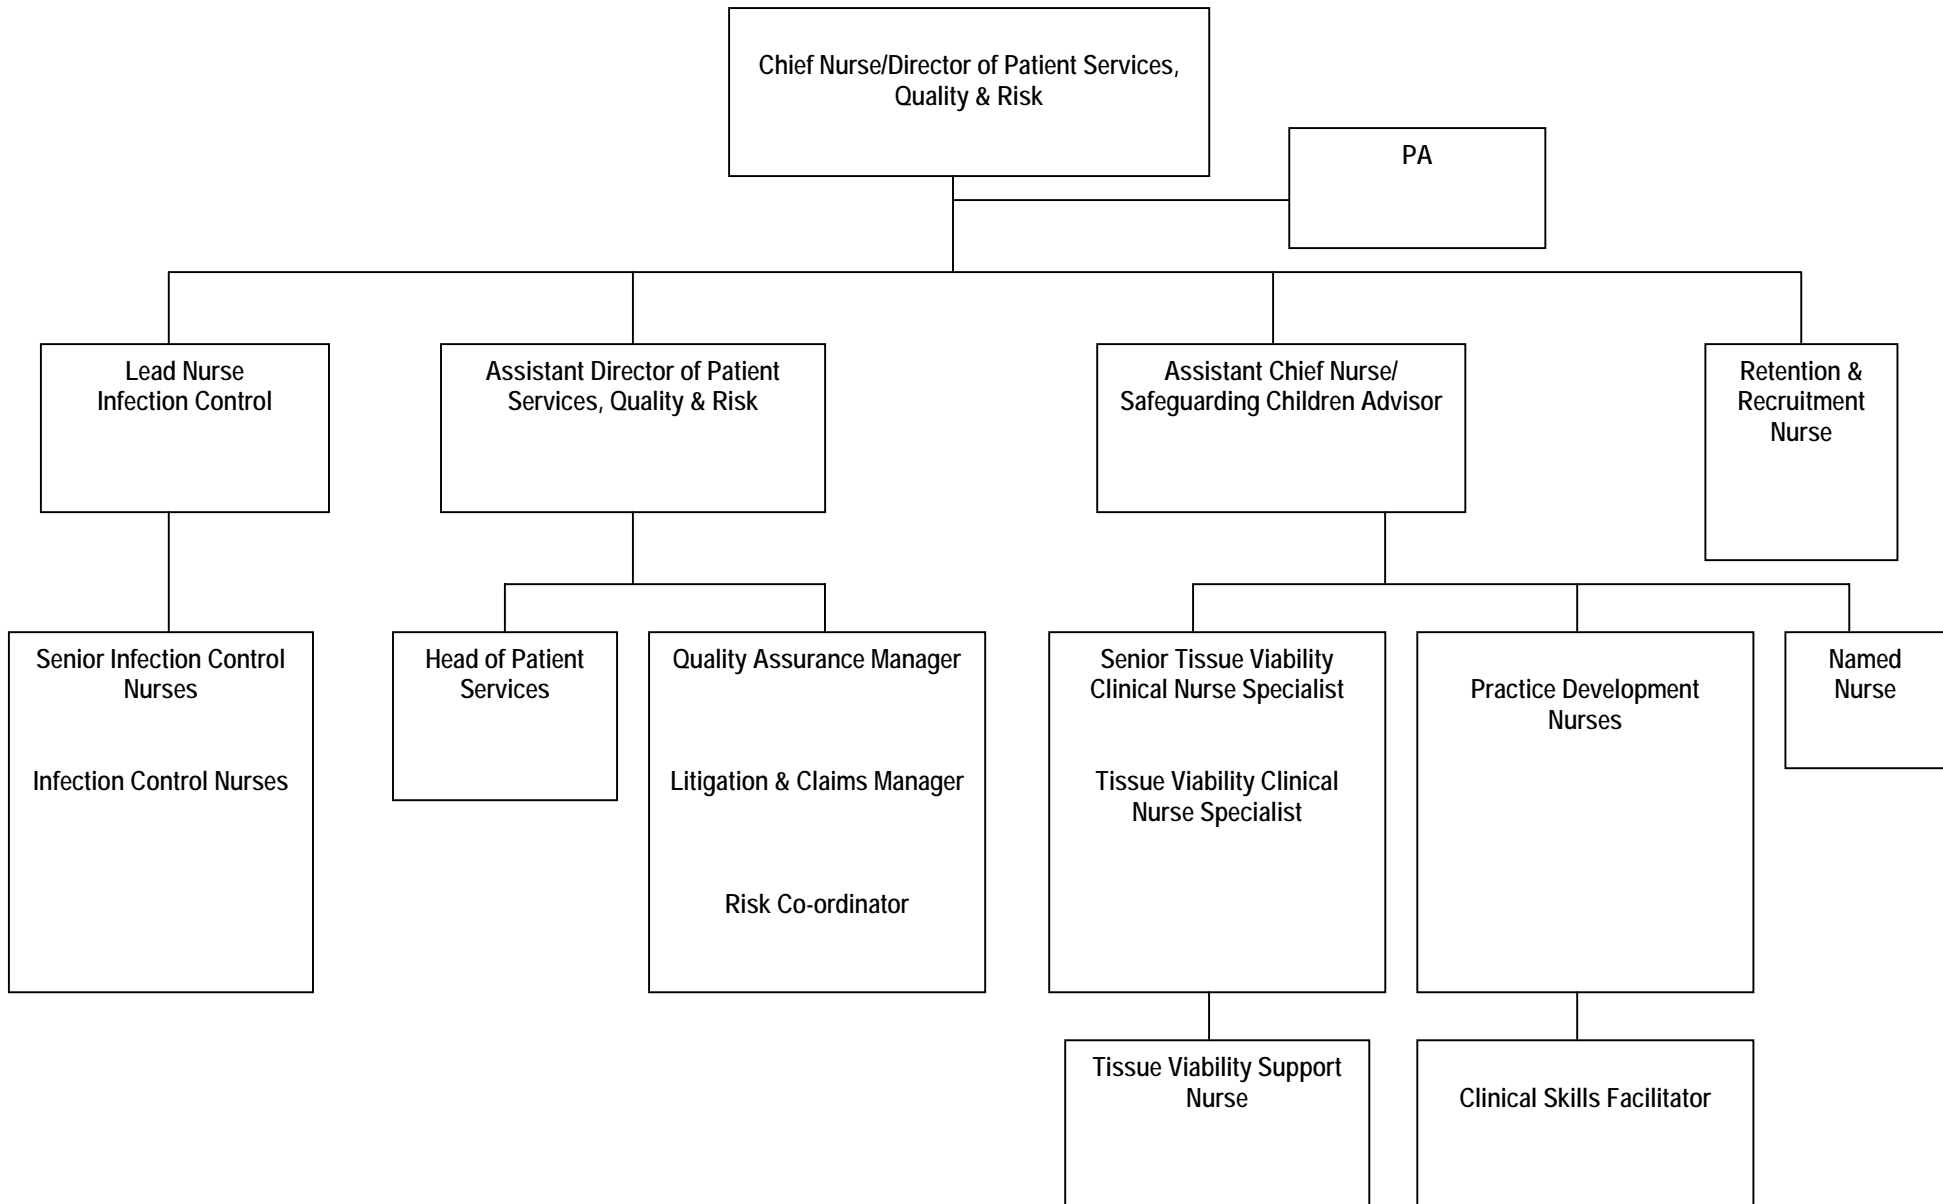 Chief Nurse/Director of Patient Services,
Quality & Risk
PA
Lead Nurse
Infection Control
Assistant Director of Patient
Services, Quality & Risk
Assistant Chief Nurse/
Safeguarding Children Advisor
Retention &
Recruitment
Nurse
Senior Infection Control
Nurses
Infection Control Nurses
Head of Patient
Services
Quality Assurance Manager
Litigation & Claims Manager
Risk Co-ordinator
Senior Tissue Viability
Clinical Nurse Specialist
Tissue Viability Clinical
Nurse Specialist
Practice Development
Nurses
Named
Nurse
Tissue Viability Support
Nurse
Clinical Skills Facilitator